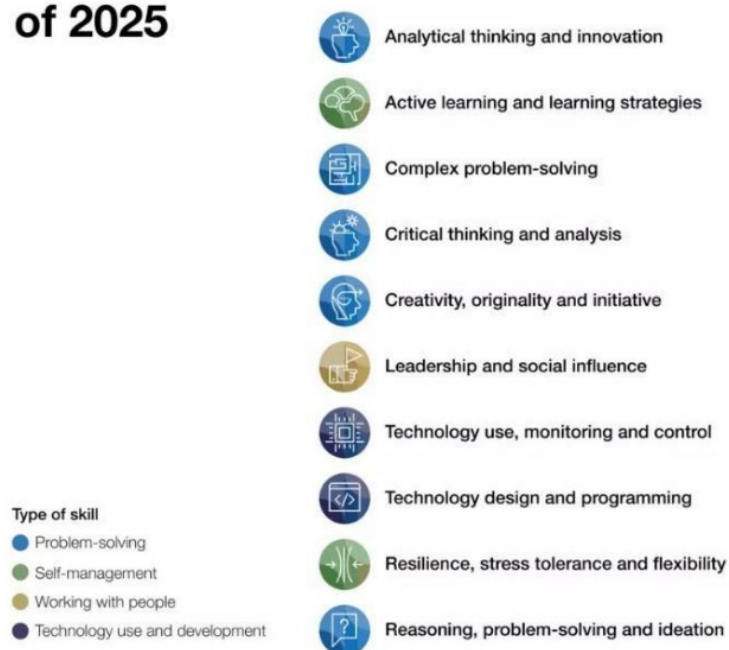 of 2025
Analytical thinking and innovation
Active learning and learning strategies
Complex problem-solving
Critical thinking and analysis
Creativity, originality and initiative
Leadership and social influence
Technology use, monitoring and control
Technology design and programming
Resilience, stress tolerance and flexibility
Reasoning, problem-solving and ideation
Type of skill
Problem-solving
Self-management
Working with people
Technology use and development